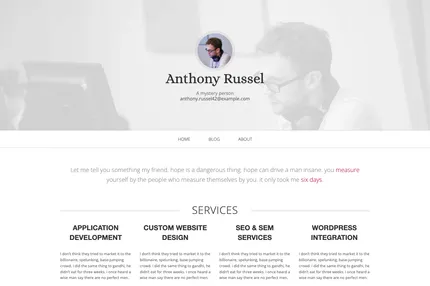 Anthony Russel
A mystery person
anthony.russel42@example.com
HOME BLOG ABOUT
Let me tell you something my friend. hope is a dangerous thing. hope can drive a man insane. you measure
yourself by the people who measure themselves by you. it only took me six days.
SERVICES
APPLICATION
DEVELOPMENT
I don't think they tried to market it to the
billionaire, spelunking, base-jumping
crowd. i did the same thing to gandhi, he
didn't eat for three weeks. i once heard a
wise man say there are no perfect men.
CUSTOM WEBSITE
DESIGN
I don't think they tried to market it to the
billionaire, spelunking, base-jumping
crowd. i did the same thing to gandhi, he
didn't eat for three weeks. i once heard a
wise man say there are no perfect men.
SEO & SEM
SERVICES
I don't think they tried to market it to the
billionaire, spelunking, base-jumping
crowd. i did the same thing to gandhi, he
didn't eat for three weeks. i once heard a
wise man say there are no perfect men.
WORDPRESS
INTEGRATION
I don't think they tried to market it to the
billionaire, spelunking, base-jumping
crowd. i did the same thing to gandhi, he
didn't eat for three weeks. i once heard a
wise man say there are no perfect men.